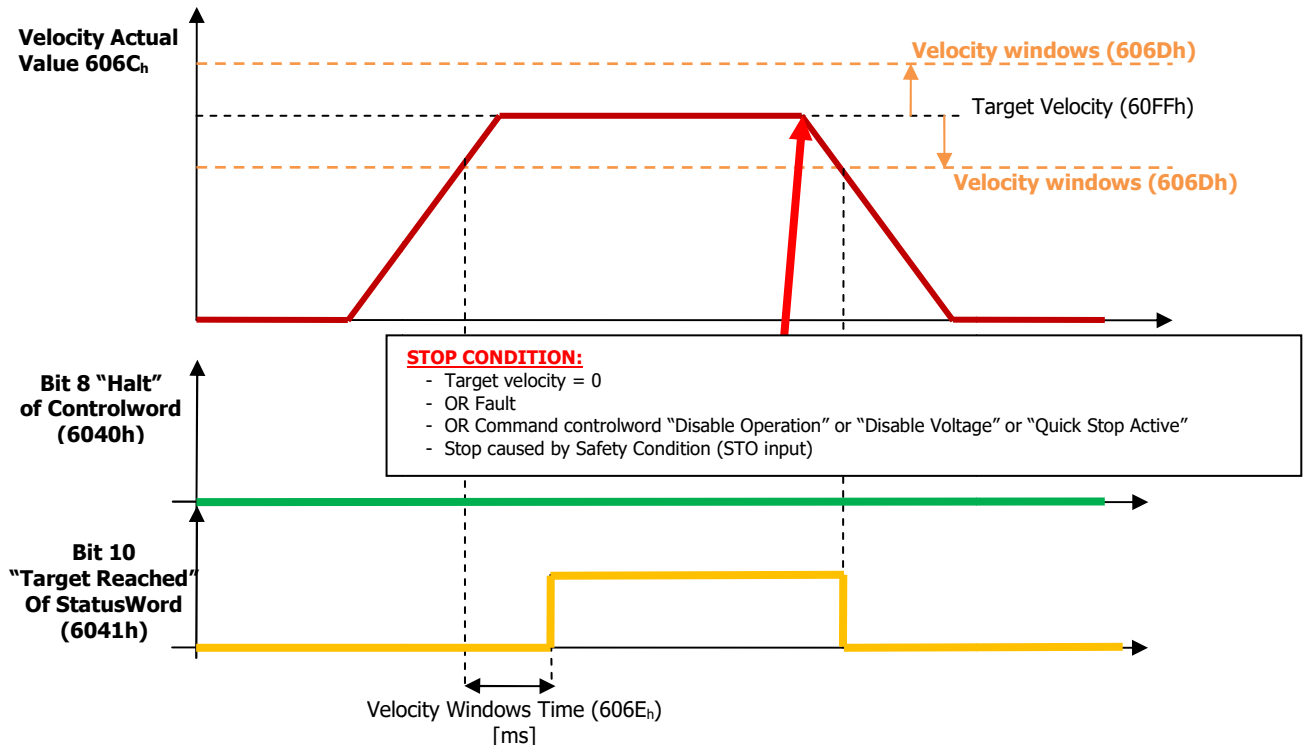 Velocity Actual
Value 606Cₕ
Velocity windows (606Dh)
Target Velocity (60FFh)
Velocity windows (606Dh)
STOP CONDITION:
- Target velocity = 0
- OR Fault
- OR Command controlword “Disable Operation” or “Disable Voltage” or “Quick Stop Active”
- Stop caused by Safety Condition (STO input)
Bit 8 “Halt”
of Controlword
(6040h)
Bit 10
“Target Reached”
Of StatusWord
(6041h)
Velocity Windows Time (606Eₕ)
[ms]